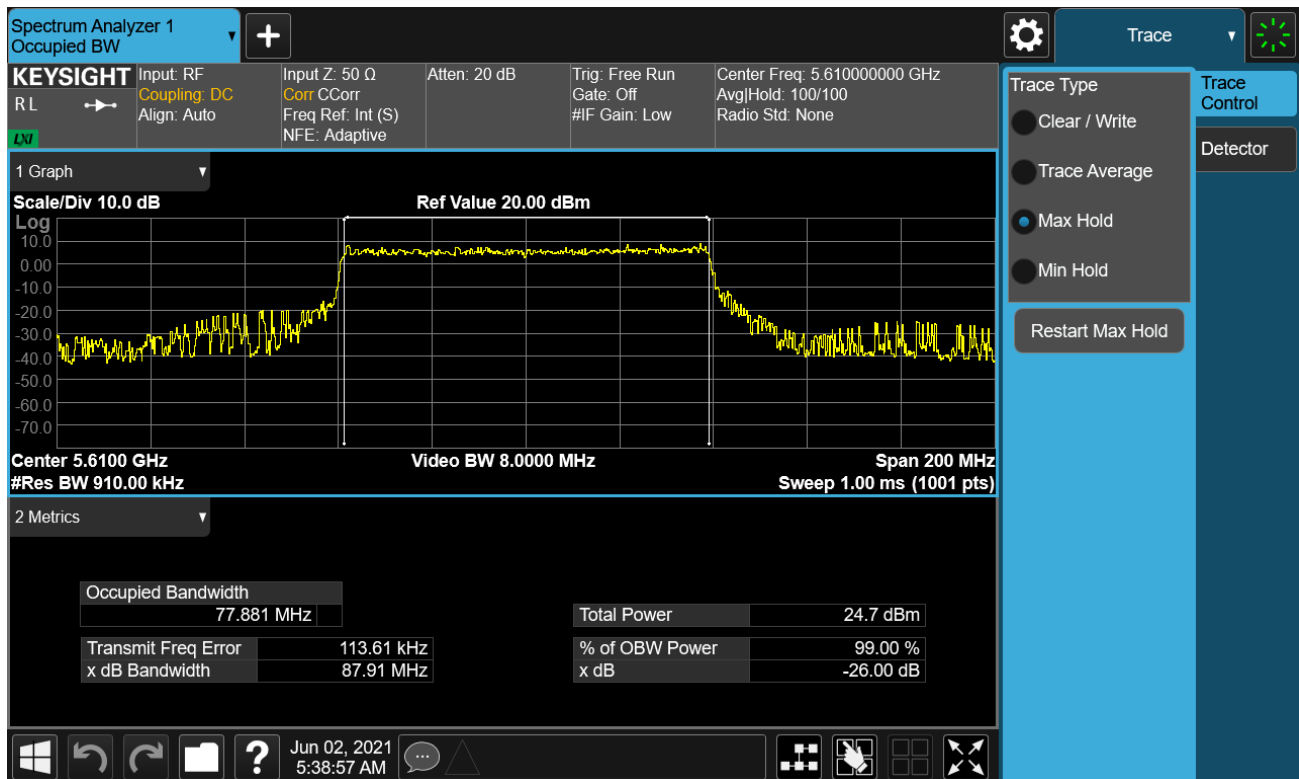 Spectrum Analyzer 1
Occupied BW
Trace
KEYSIGHT
R L
LXI
Input: RF
Coupling: DC
Align: Auto
Input Z: 50 Ω
Corr CCorr
Freq Ref: Int (S)
NFE: Adaptive
Atten: 20 dB
Trig: Free Run
Gate: Off
#IF Gain: Low
Center Freq: 5.610000000 GHz
Avg|Hold: 100/100
Radio Std: None
Trace Type
Clear / Write
Trace Average
Max Hold
Min Hold
Restart Max Hold
Trace
Control
Detector
1 Graph
Scale/Div 10.0 dB
Ref Value 20.00 dBm
Log
10.0
0.00
-10.0
-20.0
-30.0
-40.0
-50.0
-60.0
-70.0
Center 5.6100 GHz
Video BW 8.0000 MHz
Span 200 MHz
#Res BW 910.00 kHz
Sweep 1.00 ms (1001 pts)
2 Metrics
Occupied Bandwidth
77.881 MHz
Total Power 24.7 dBm
Transmit Freq Error 113.61 kHz
% of OBW Power 99.00 %
x dB Bandwidth 87.91 MHz
x dB -26.00 dB
?
Jun 02, 2021
5:38:57 AM